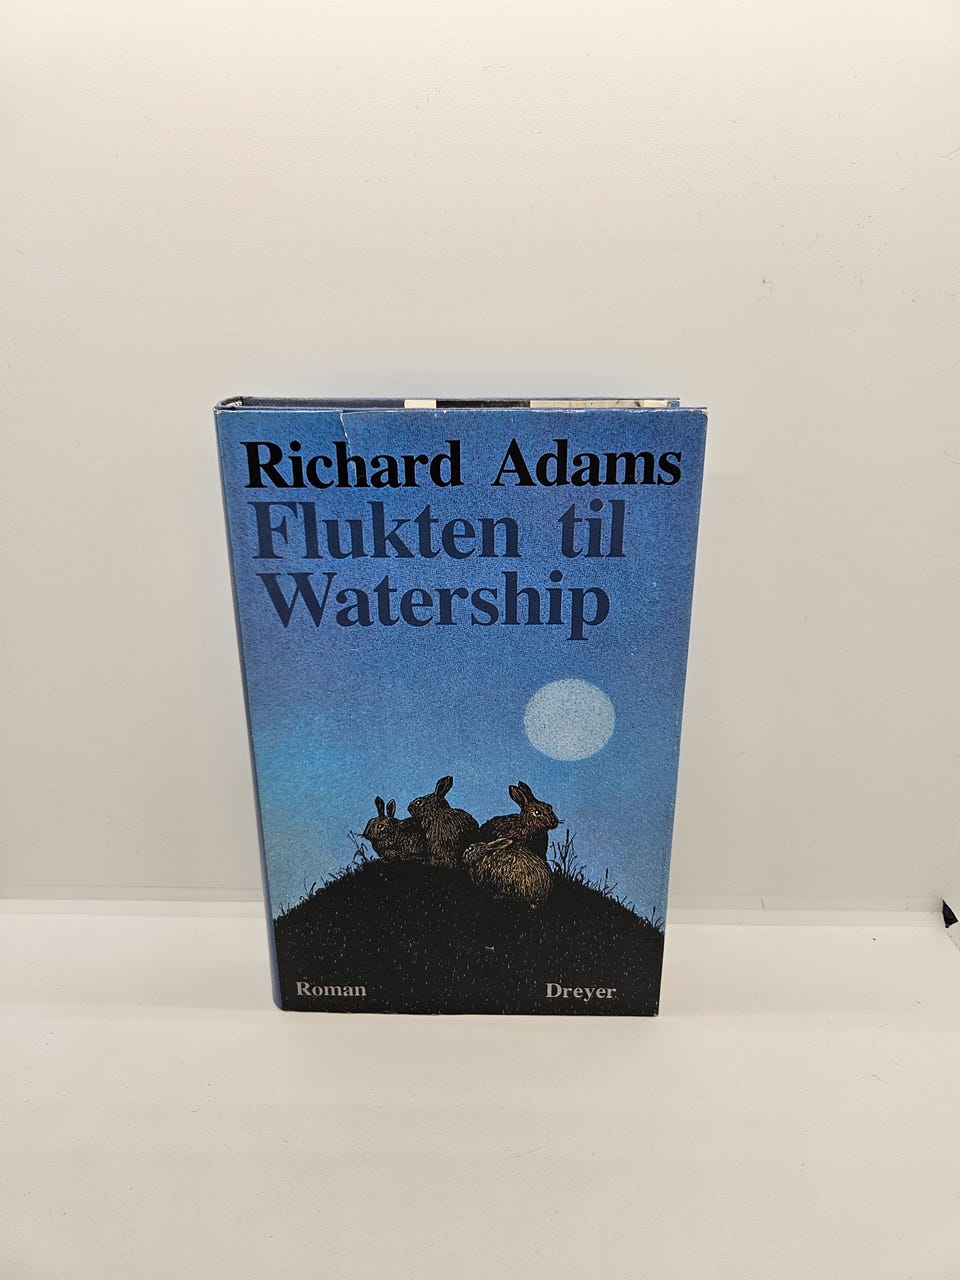 Richard Adams
Flukten til
Watership
Roman
Dreyer